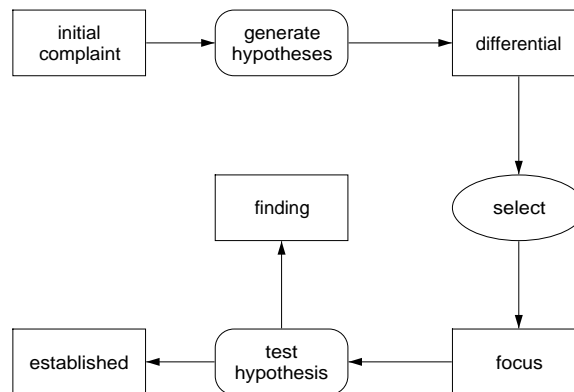 initial
complaint
generate
hypotheses
differential
select
finding
established
test
hypothesis
focus